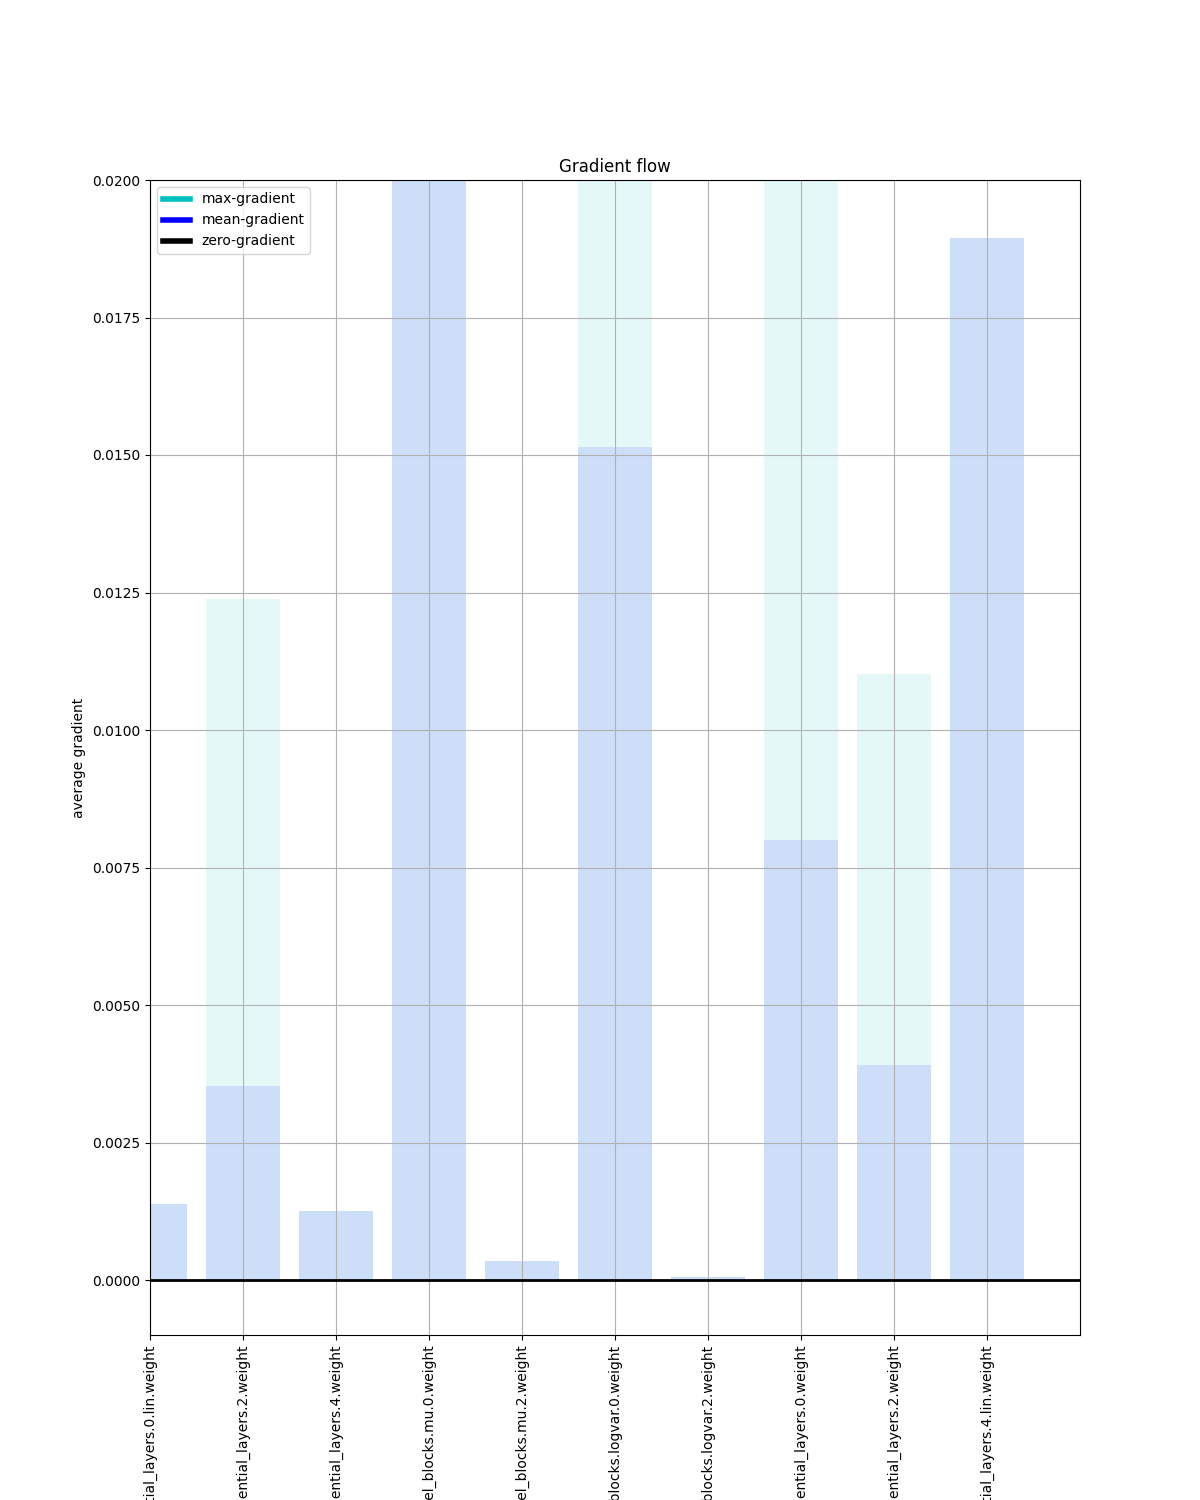 Gradient flow
max-gradient
mean-gradient
zero-gradient
0.0200
0.0175
0.0150
0.0125
0.0100
0.0075
0.0050
0.0025
0.0000
average gradient
tial_layers.0.lin.weight
ential_layers.2.weight
ential_layers.4.weight
el_blocks.mu.0.weight
el_blocks.mu.2.weight
blocks.logvar.0.weight
blocks.logvar.2.weight
ential_layers.0.weight
ential_layers.2.weight
tial_layers.4.lin.weight